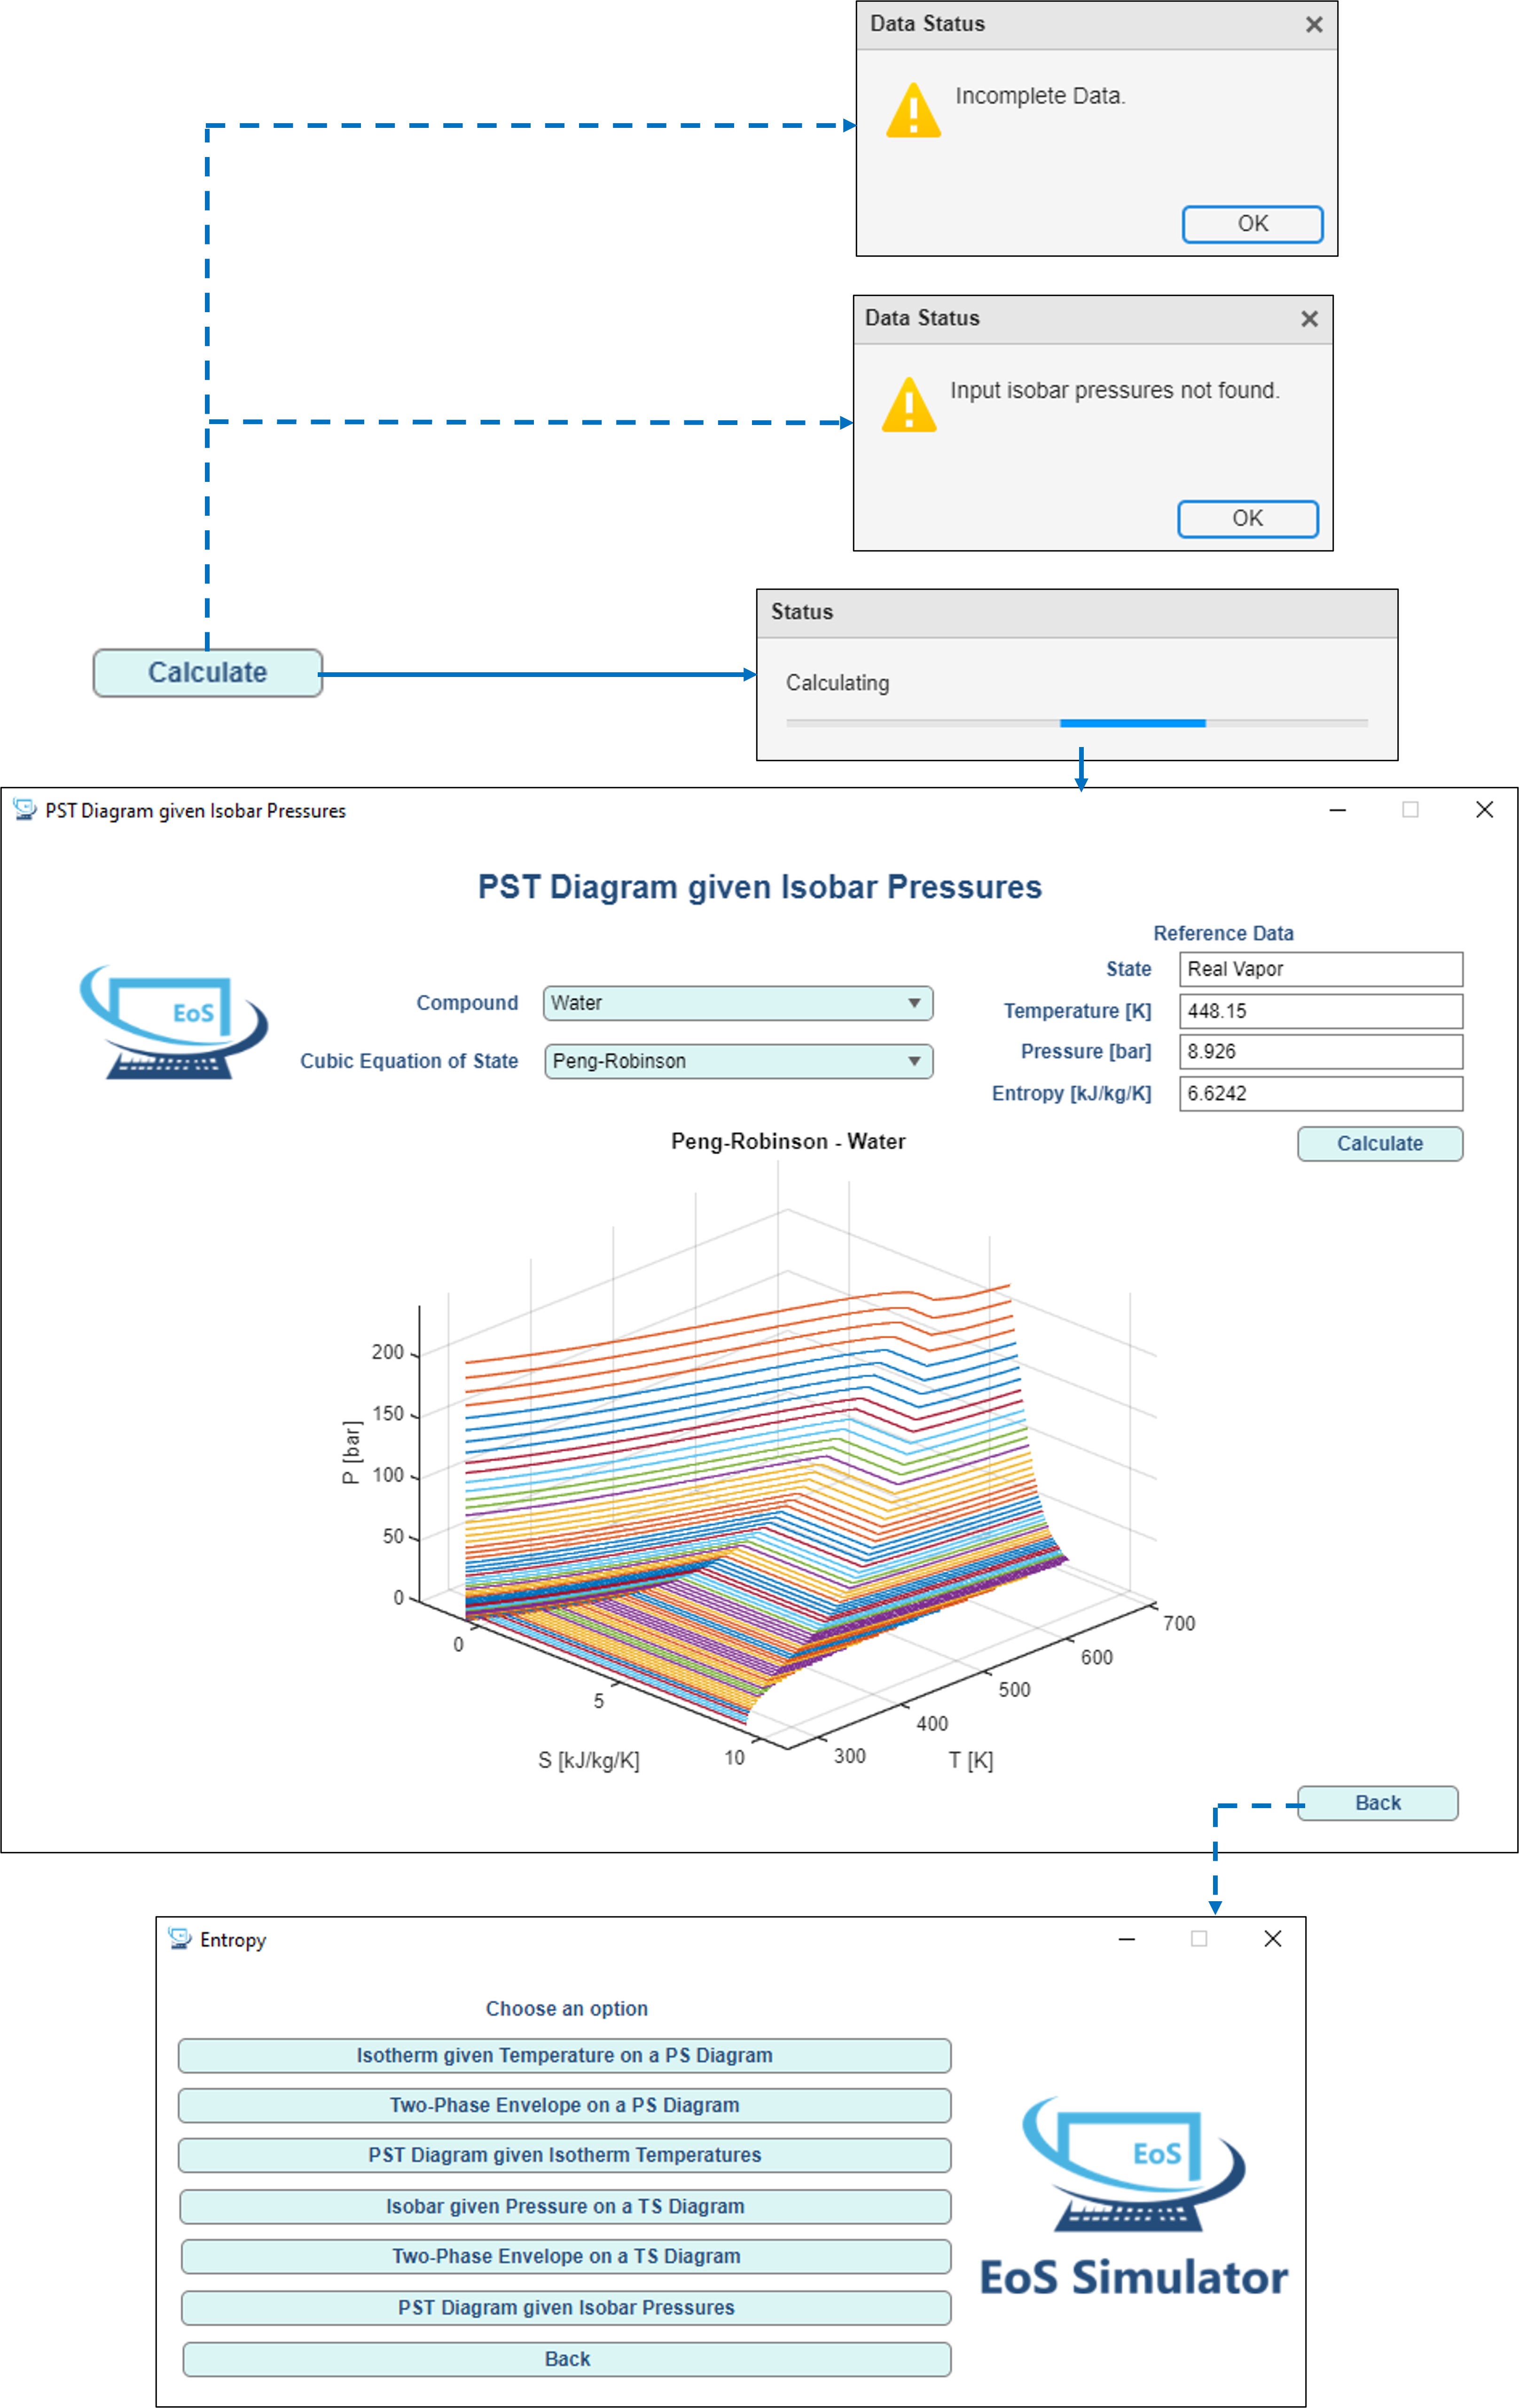 Data Status
Incomplete Data.
OK
Data Status
Input isobar pressures not found.
OK
Status
Calculate
Calculating
PST Diagram given Isobar Pressures
PST Diagram given Isobar Pressures
Reference Data
State Real Vapor
EoS
Compound Water
Temperature [K] 448.15
Cubic Equation of State Peng-Robinson
Pressure [bar] 8.926
Entropy [kJ/kg/K] 6.6242
Peng-Robinson - Water
Calculate
200
150
P [bar]
100
50
0
0
5
10
S [kJ/kg/K]
300
400
500
600
700
T [K]
Back
Entropy
Choose an option
Isotherm given Temperature on a PS Diagram
Two-Phase Envelope on a PS Diagram
PST Diagram given Isotherm Temperatures
Isobar given Pressure on a TS Diagram
Two-Phase Envelope on a TS Diagram
PST Diagram given Isobar Pressures
Back
EoS
EoS Simulator